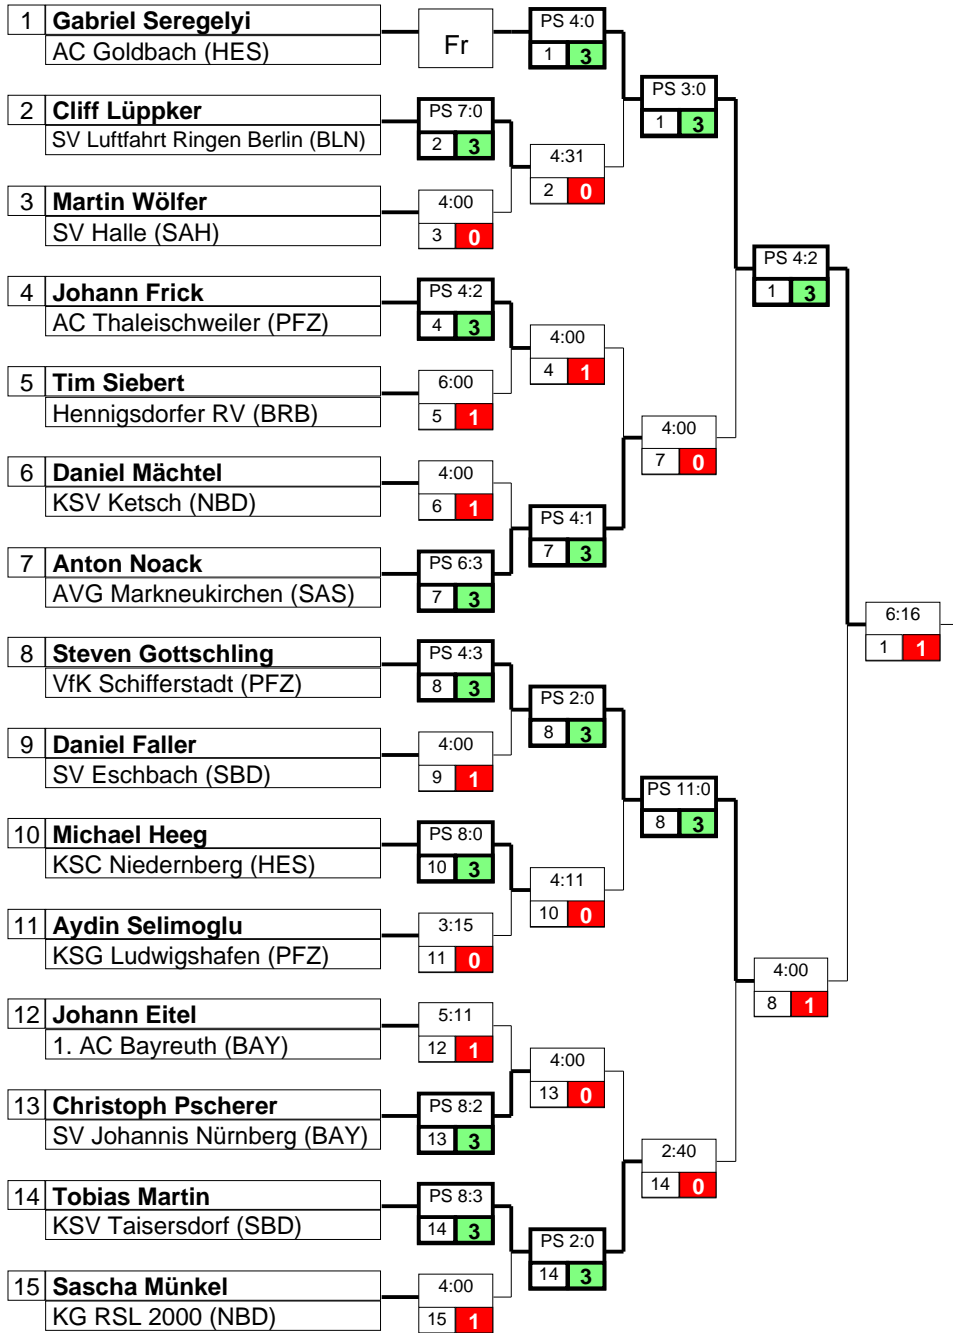 1 Gabriel Seregelyi
AC Goldbach (HES)
Fr
PS 4:0
1 3
2 Cliff Lüppker
SV Luftfahrt Ringen Berlin (BLN)
PS 7:0
2 3
PS 3:0
1 3
4:31
2 0
3 Martin Wölfer
SV Halle (SAH)
4:00
3 0
PS 4:2
1 3
4 Johann Frick
AC Thaleischweiler (PFZ)
PS 4:2
4 3
4:00
4 1
5 Tim Siebert
Hennigsdorfer RV (BRB)
6:00
5 1
4:00
7 0
6 Daniel Mächtel
KSV Ketsch (NBD)
4:00
6 1
PS 4:1
7 3
7 Anton Noack
AVG Markneukirchen (SAS)
PS 6:3
7 3
6:16
1 1
8 Steven Gottschling
VfK Schifferstadt (PFZ)
PS 4:3
8 3
PS 2:0
8 3
9 Daniel Faller
SV Eschbach (SBD)
4:00
9 1
PS 11:0
8 3
10 Michael Heeg
KSC Niedernberg (HES)
PS 8:0
10 3
4:11
10 0
11 Aydin Selimoglu
KSG Ludwigshafen (PFZ)
3:15
11 0
4:00
8 1
12 Johann Eitel
1. AC Bayreuth (BAY)
5:11
12 1
4:00
13 0
13 Christoph Pscherer
SV Johannis Nürnberg (BAY)
PS 8:2
13 3
2:40
14 0
14 Tobias Martin
KSV Taisersdorf (SBD)
PS 8:3
14 3
PS 2:0
14 3
15 Sascha Münkel
KG RSL 2000 (NBD)
4:00
15 1